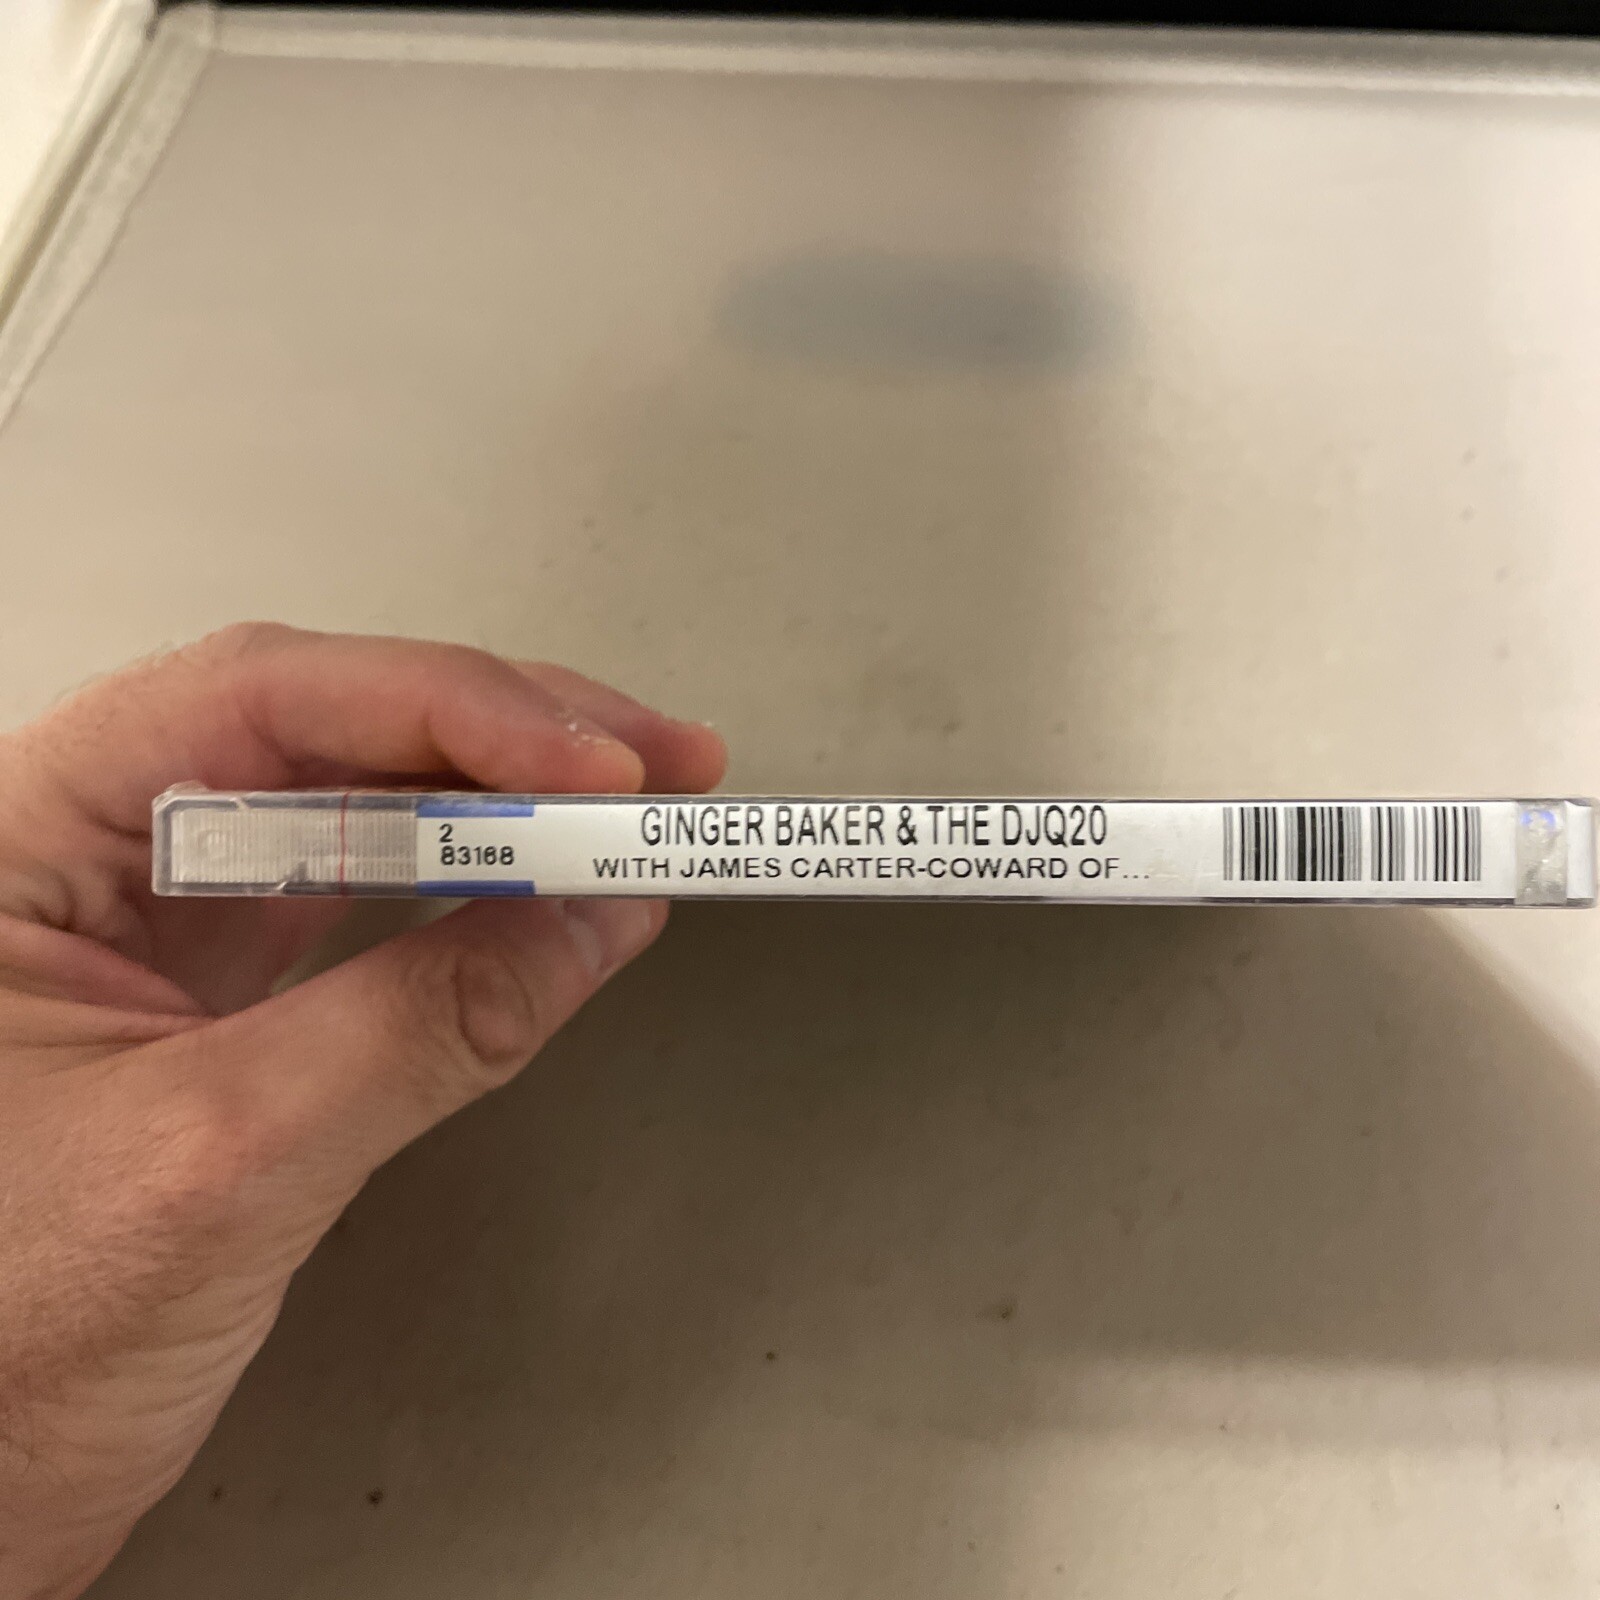 2
83168
GINGER BAKER & THE DJQ20
WITH JAMES CARTER-COWARD OF...